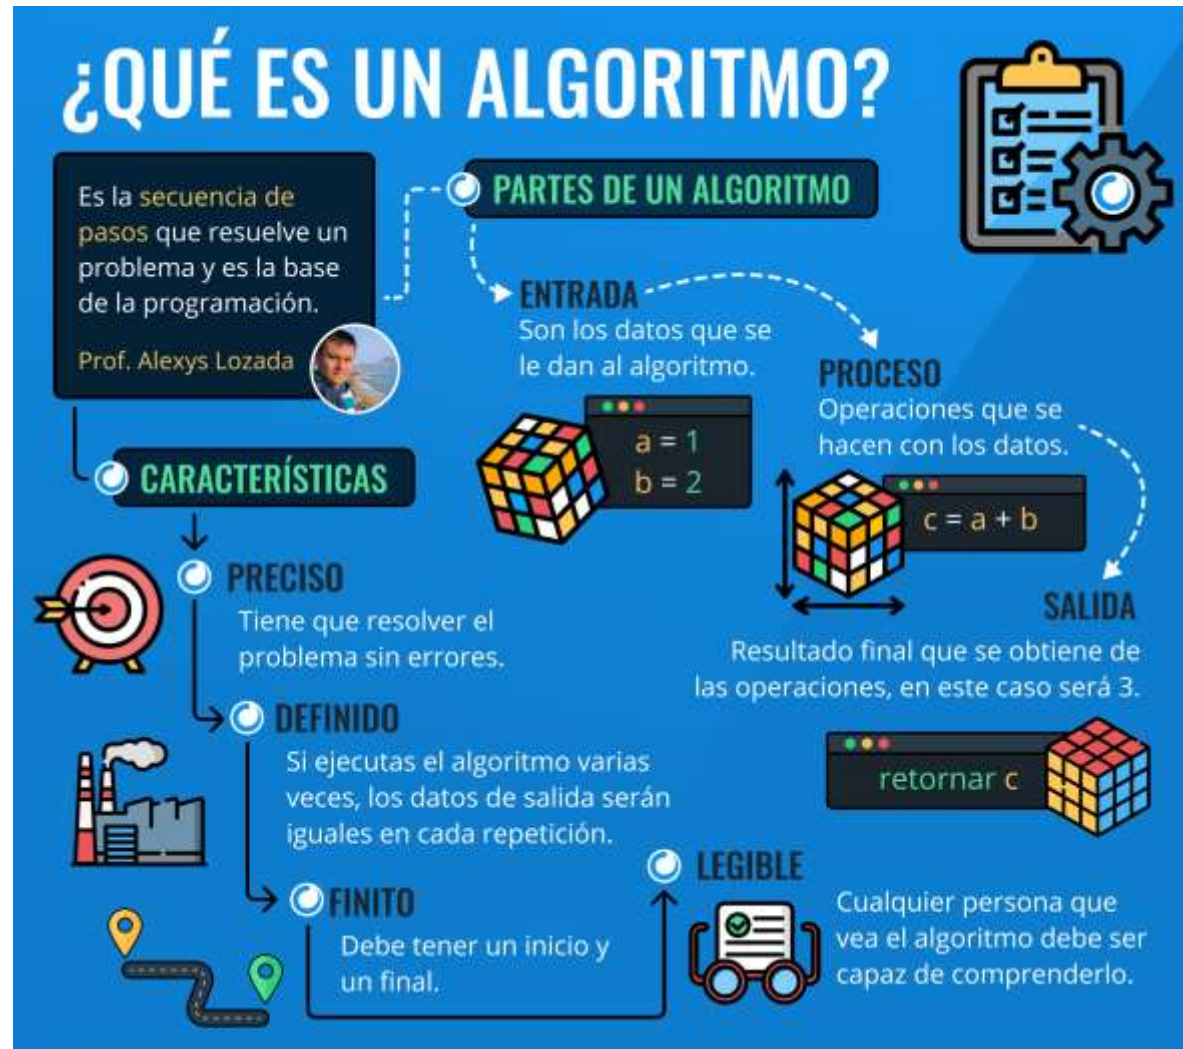 ¿QUÉ ES UN ALGORITMO?
Es la secuencia de
pasos que resuelve un
problema y es la base
de la programación.
Prof. Alexys Lozada
PARTES DE UN ALGORITMO
ENTRADA
Son los datos que se
le dan al algoritmo.
a = 1
b = 2
PROCESO
Operaciones que se
hacen con los datos.
c = a + b
SALIDA
Resultado final que se obtiene de
las operaciones, en este caso será 3.
retornar c
CARACTERÍSTICAS
PRECISO
Tiene que resolver el
problema sin errores.
DEFINIDO
Si ejecutas el algoritmo varias
veces, los datos de salida serán
iguales en cada repetición.
FINITO
Debe tener un inicio y
un final.
LEGIBLE
Cualquier persona que
vea el algoritmo debe ser
capaz de comprenderlo.